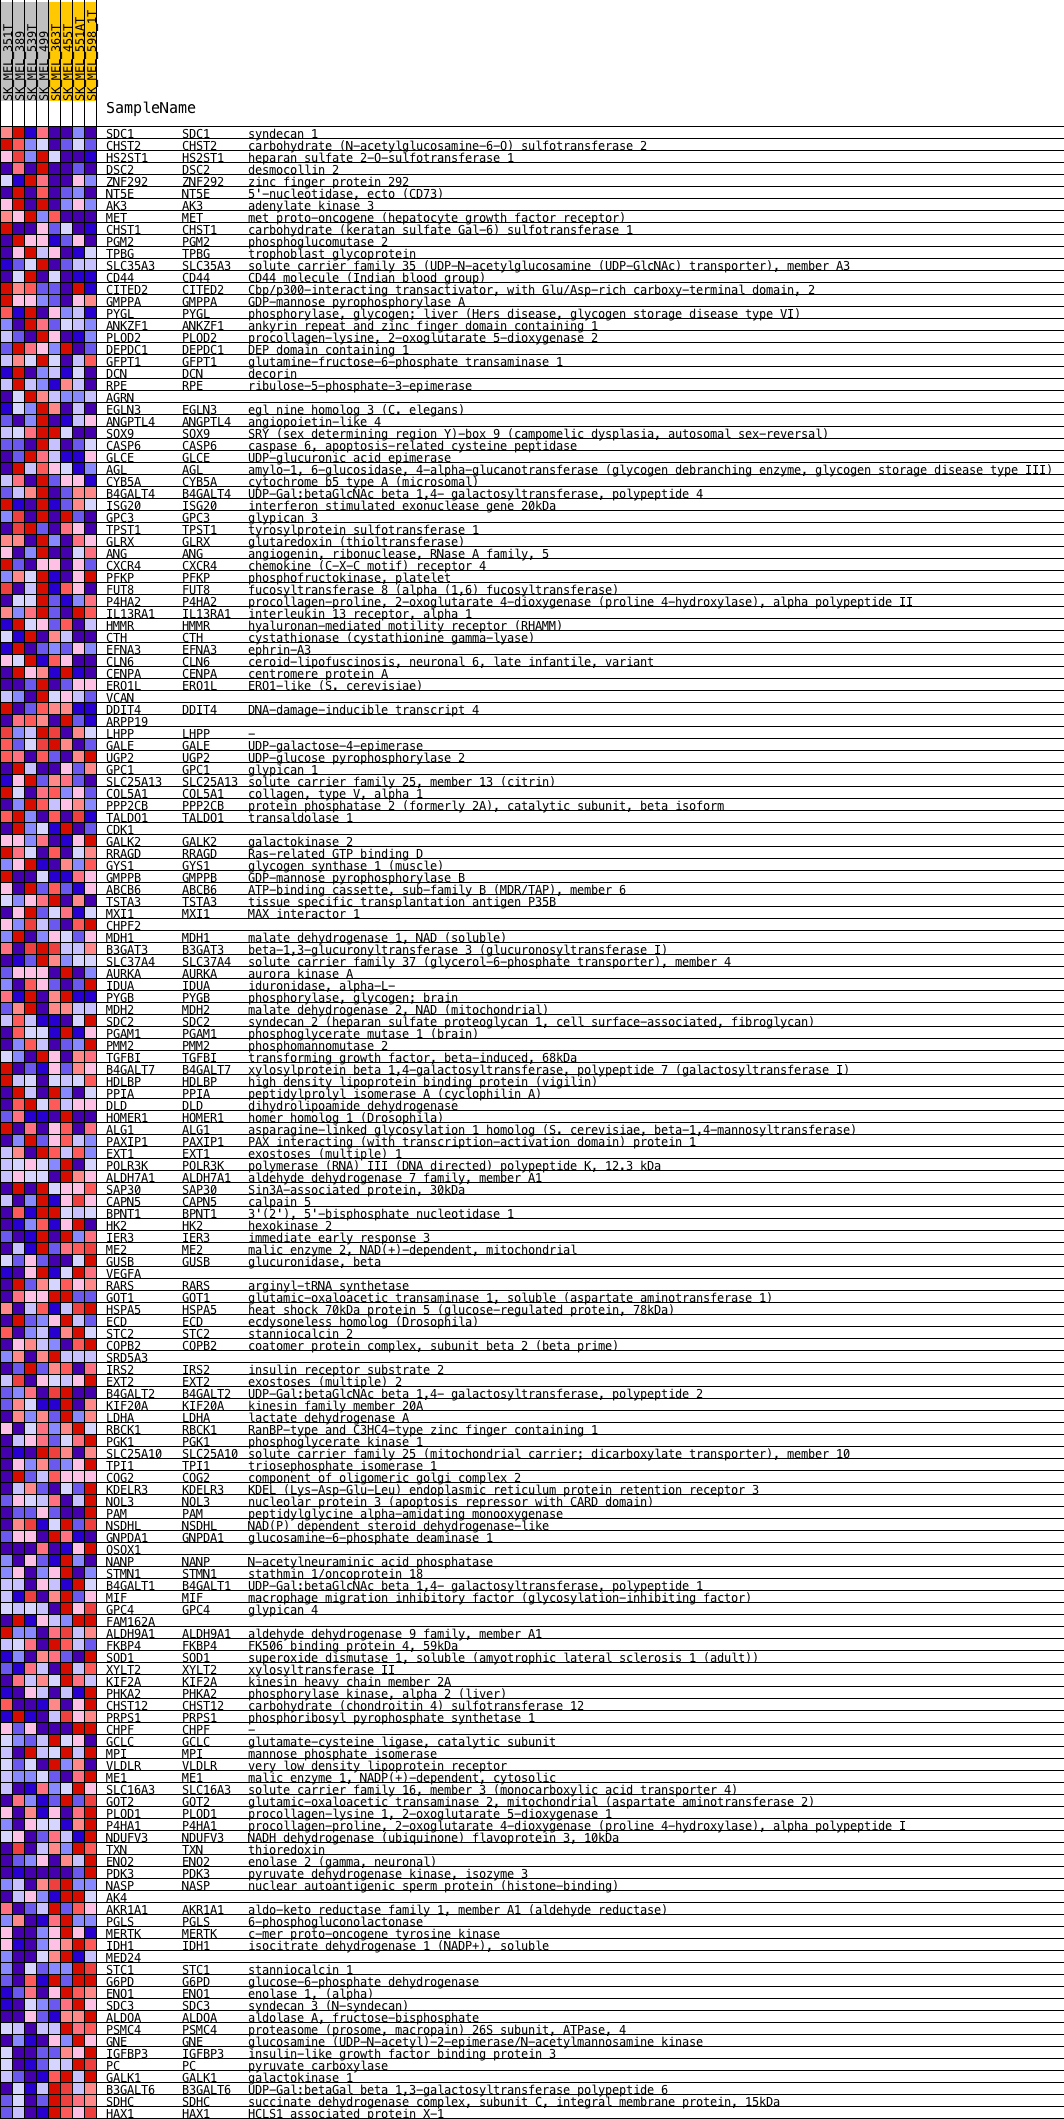 SK_MEL_351T
SK_MEL_389
SK_MEL_539T
SK_MEL_499
SK_MEL_363T
SK_MEL_455T
SK_MEL_551AT
SK_MEL_598_1T
SampleName
SDC1 SDC1 syndecan 1
CHST2 CHST2 carbohydrate (N-acetylglucosamine-6-O) sulfotransferase 2
HS2ST1 HS2ST1 heparan sulfate 2-O-sulfotransferase 1
DSC2 DSC2 desmocollin 2
ZNF292 ZNF292 zinc finger protein 292
NT5E NT5E 5'-nucleotidase, ecto (CD73)
AK3 AK3 adenylate kinase 3
MET MET met proto-oncogene (hepatocyte growth factor receptor)
CHST1 CHST1 carbohydrate (keratan sulfate Gal-6) sulfotransferase 1
PGM2 PGM2 phosphoglucomutase 2
TPBG TPBG trophoblast glycoprotein
SLC35A3 SLC35A3 solute carrier family 35 (UDP-N-acetylglucosamine (UDP-GlcNAc) transporter), member A3
CD44 CD44 CD44 molecule (Indian blood group)
CITED2 CITED2 Cbp/p300-interacting transactivator, with Glu/Asp-rich carboxy-terminal domain, 2
GMPPA GMPPA GDP-mannose pyrophosphorylase A
PYGL PYGL phosphorylase, glycogen; liver (Hers disease, glycogen storage disease type VI)
ANKZF1 ANKZF1 ankyrin repeat and zinc finger domain containing 1
PLOD2 PLOD2 procollagen-lysine, 2-oxoglutarate 5-dioxygenase 2
DEPDC1 DEPDC1 DEP domain containing 1
GFPT1 GFPT1 glutamine-fructose-6-phosphate transaminase 1
DCN DCN decorin
RPE RPE ribulose-5-phosphate-3-epimerase
AGRN
EGLN3 EGLN3 egl nine homolog 3 (C. elegans)
ANGPTL4 ANGPTL4 angiopoietin-like 4
SOX9 SOX9 SRY (sex determining region Y)-box 9 (campomelic dysplasia, autosomal sex-reversal)
CASP6 CASP6 caspase 6, apoptosis-related cysteine peptidase
GLCE GLCE UDP-glucuronic acid epimerase
AGL AGL amylo-1, 6-glucosidase, 4-alpha-glucanotransferase (glycogen debranching enzyme, glycogen storage disease type III)
CYB5A CYB5A cytochrome b5 type A (microsomal)
B4GALT4 B4GALT4 UDP-Gal:betaGlcNAc beta 1,4- galactosyltransferase, polypeptide 4
ISG20 ISG20 interferon stimulated exonuclease gene 20kDa
GPC3 GPC3 glypican 3
TPST1 TPST1 tyrosylprotein sulfotransferase 1
GLRX GLRX glutaredoxin (thioltransferase)
ANG ANG angiogenin, ribonuclease, RNase A family, 5
CXCR4 CXCR4 chemokine (C-X-C motif) receptor 4
PFKP PFKP phosphofructokinase, platelet
FUT8 FUT8 fucosyltransferase 8 (alpha (1,6) fucosyltransferase)
P4HA2 P4HA2 procollagen-proline, 2-oxoglutarate 4-dioxygenase (proline 4-hydroxylase), alpha polypeptide II
IL13RA1 IL13RA1 interleukin 13 receptor, alpha 1
HMMR HMMR hyaluronan-mediated motility receptor (RHAMM)
CTH CTH cystathionase (cystathionine gamma-lyase)
EFNA3 EFNA3 ephrin-A3
CLN6 CLN6 ceroid-lipofuscinosis, neuronal 6, late infantile, variant
CENPA CENPA centromere protein A
ERO1L ERO1L ERO1-like (S. cerevisiae)
VCAN
DDIT4 DDIT4 DNA-damage-inducible transcript 4
ARPP19
LHPP LHPP -
GALE GALE UDP-galactose-4-epimerase
UGP2 UGP2 UDP-glucose pyrophosphorylase 2
GPC1 GPC1 glypican 1
SLC25A13 SLC25A13 solute carrier family 25, member 13 (citrin)
COL5A1 COL5A1 collagen, type V, alpha 1
PPP2CB PPP2CB protein phosphatase 2 (formerly 2A), catalytic subunit, beta isoform
TALDO1 TALDO1 transaldolase 1
CDK1
GALK2 GALK2 galactokinase 2
RRAGD RRAGD Ras-related GTP binding D
GYS1 GYS1 glycogen synthase 1 (muscle)
GMPPB GMPPB GDP-mannose pyrophosphorylase B
ABCB6 ABCB6 ATP-binding cassette, sub-family B (MDR/TAP), member 6
TSTA3 TSTA3 tissue specific transplantation antigen P35B
MXI1 MXI1 MAX interactor 1
CHPF2
MDH1 MDH1 malate dehydrogenase 1, NAD (soluble)
B3GAT3 B3GAT3 beta-1,3-glucuronyltransferase 3 (glucuronosyltransferase I)
SLC37A4 SLC37A4 solute carrier family 37 (glycerol-6-phosphate transporter), member 4
AURKA AURKA aurora kinase A
IDUA IDUA iduronidase, alpha-L-
PYGB PYGB phosphorylase, glycogen; brain
MDH2 MDH2 malate dehydrogenase 2, NAD (mitochondrial)
SDC2 SDC2 syndecan 2 (heparan sulfate proteoglycan 1, cell surface-associated, fibroglycan)
PGAM1 PGAM1 phosphoglycerate mutase 1 (brain)
PMM2 PMM2 phosphomannomutase 2
TGFBI TGFBI transforming growth factor, beta-induced, 68kDa
B4GALT7 B4GALT7 xylosylprotein beta 1,4-galactosyltransferase, polypeptide 7 (galactosyltransferase I)
HDLBP HDLBP high density lipoprotein binding protein (vigilin)
PPIA PPIA peptidylprolyl isomerase A (cyclophilin A)
DLD DLD dihydrolipoamide dehydrogenase
HOMER1 HOMER1 homer homolog 1 (Drosophila)
ALG1 ALG1 asparagine-linked glycosylation 1 homolog (S. cerevisiae, beta-1,4-mannosyltransferase)
PAXIP1 PAXIP1 PAX interacting (with transcription-activation domain) protein 1
EXT1 EXT1 exostoses (multiple) 1
POLR3K POLR3K polymerase (RNA) III (DNA directed) polypeptide K, 12.3 kDa
ALDH7A1 ALDH7A1 aldehyde dehydrogenase 7 family, member A1
SAP30 SAP30 Sin3A-associated protein, 30kDa
CAPN5 CAPN5 calpain 5
BPNT1 BPNT1 3'(2'), 5'-bisphosphate nucleotidase 1
HK2 HK2 hexokinase 2
IER3 IER3 immediate early response 3
ME2 ME2 malic enzyme 2, NAD(+)-dependent, mitochondrial
GUSB GUSB glucuronidase, beta
VEGFA
RARS RARS arginyl-tRNA synthetase
GOT1 GOT1 glutamic-oxaloacetic transaminase 1, soluble (aspartate aminotransferase 1)
HSPA5 HSPA5 heat shock 70kDa protein 5 (glucose-regulated protein, 78kDa)
ECD ECD ecdysoneless homolog (Drosophila)
STC2 STC2 stanniocalcin 2
COPB2 COPB2 coatomer protein complex, subunit beta 2 (beta prime)
SRD5A3
IRS2 IRS2 insulin receptor substrate 2
EXT2 EXT2 exostoses (multiple) 2
B4GALT2 B4GALT2 UDP-Gal:betaGlcNAc beta 1,4- galactosyltransferase, polypeptide 2
KIF20A KIF20A kinesin family member 20A
LDHA LDHA lactate dehydrogenase A
RBCK1 RBCK1 RanBP-type and C3HC4-type zinc finger containing 1
PGK1 PGK1 phosphoglycerate kinase 1
SLC25A10 SLC25A10 solute carrier family 25 (mitochondrial carrier; dicarboxylate transporter), member 10
TPI1 TPI1 triosephosphate isomerase 1
COG2 COG2 component of oligomeric golgi complex 2
KDELR3 KDELR3 KDEL (Lys-Asp-Glu-Leu) endoplasmic reticulum protein retention receptor 3
NOL3 NOL3 nucleolar protein 3 (apoptosis repressor with CARD domain)
PAM PAM peptidylglycine alpha-amidating monooxygenase
NSDHL NSDHL NAD(P) dependent steroid dehydrogenase-like
GNPDA1 GNPDA1 glucosamine-6-phosphate deaminase 1
QSOX1
NANP NANP N-acetylneuraminic acid phosphatase
STMN1 STMN1 stathmin 1/oncoprotein 18
B4GALT1 B4GALT1 UDP-Gal:betaGlcNAc beta 1,4- galactosyltransferase, polypeptide 1
MIF MIF macrophage migration inhibitory factor (glycosylation-inhibiting factor)
GPC4 GPC4 glypican 4
FAM162A
ALDH9A1 ALDH9A1 aldehyde dehydrogenase 9 family, member A1
FKBP4 FKBP4 FK506 binding protein 4, 59kDa
SOD1 SOD1 superoxide dismutase 1, soluble (amyotrophic lateral sclerosis 1 (adult))
XYLT2 XYLT2 xylosyltransferase II
KIF2A KIF2A kinesin heavy chain member 2A
PHKA2 PHKA2 phosphorylase kinase, alpha 2 (liver)
CHST12 CHST12 carbohydrate (chondroitin 4) sulfotransferase 12
PRPS1 PRPS1 phosphoribosyl pyrophosphate synthetase 1
CHPF CHPF -
GCLC GCLC glutamate-cysteine ligase, catalytic subunit
MPI MPI mannose phosphate isomerase
VLDLR VLDLR very low density lipoprotein receptor
ME1 ME1 malic enzyme 1, NADP(+)-dependent, cytosolic
SLC16A3 SLC16A3 solute carrier family 16, member 3 (monocarboxylic acid transporter 4)
GOT2 GOT2 glutamic-oxaloacetic transaminase 2, mitochondrial (aspartate aminotransferase 2)
PLOD1 PLOD1 procollagen-lysine 1, 2-oxoglutarate 5-dioxygenase 1
P4HA1 P4HA1 procollagen-proline, 2-oxoglutarate 4-dioxygenase (proline 4-hydroxylase), alpha polypeptide I
NDUFV3 NDUFV3 NADH dehydrogenase (ubiquinone) flavoprotein 3, 10kDa
TXN TXN thioredoxin
ENO2 ENO2 enolase 2 (gamma, neuronal)
PDK3 PDK3 pyruvate dehydrogenase kinase, isozyme 3
NASP NASP nuclear autoantigenic sperm protein (histone-binding)
AK4
AKR1A1 AKR1A1 aldo-keto reductase family 1, member A1 (aldehyde reductase)
PGLS PGLS 6-phosphogluconolactonase
MERTK MERTK c-mer proto-oncogene tyrosine kinase
IDH1 IDH1 isocitrate dehydrogenase 1 (NADP+), soluble
MED24
STC1 STC1 stanniocalcin 1
G6PD G6PD glucose-6-phosphate dehydrogenase
ENO1 ENO1 enolase 1, (alpha)
SDC3 SDC3 syndecan 3 (N-syndecan)
ALDOA ALDOA aldolase A, fructose-bisphosphate
PSMC4 PSMC4 proteasome (prosome, macropain) 26S subunit, ATPase, 4
GNE GNE glucosamine (UDP-N-acetyl)-2-epimerase/N-acetylmannosamine kinase
IGFBP3 IGFBP3 insulin-like growth factor binding protein 3
PC PC pyruvate carboxylase
GALK1 GALK1 galactokinase 1
B3GALT6 B3GALT6 UDP-Gal:betaGal beta 1,3-galactosyltransferase polypeptide 6
SDHC SDHC succinate dehydrogenase complex, subunit C, integral membrane protein, 15kDa
HAX1 HAX1 HCLS1 associated protein X-1